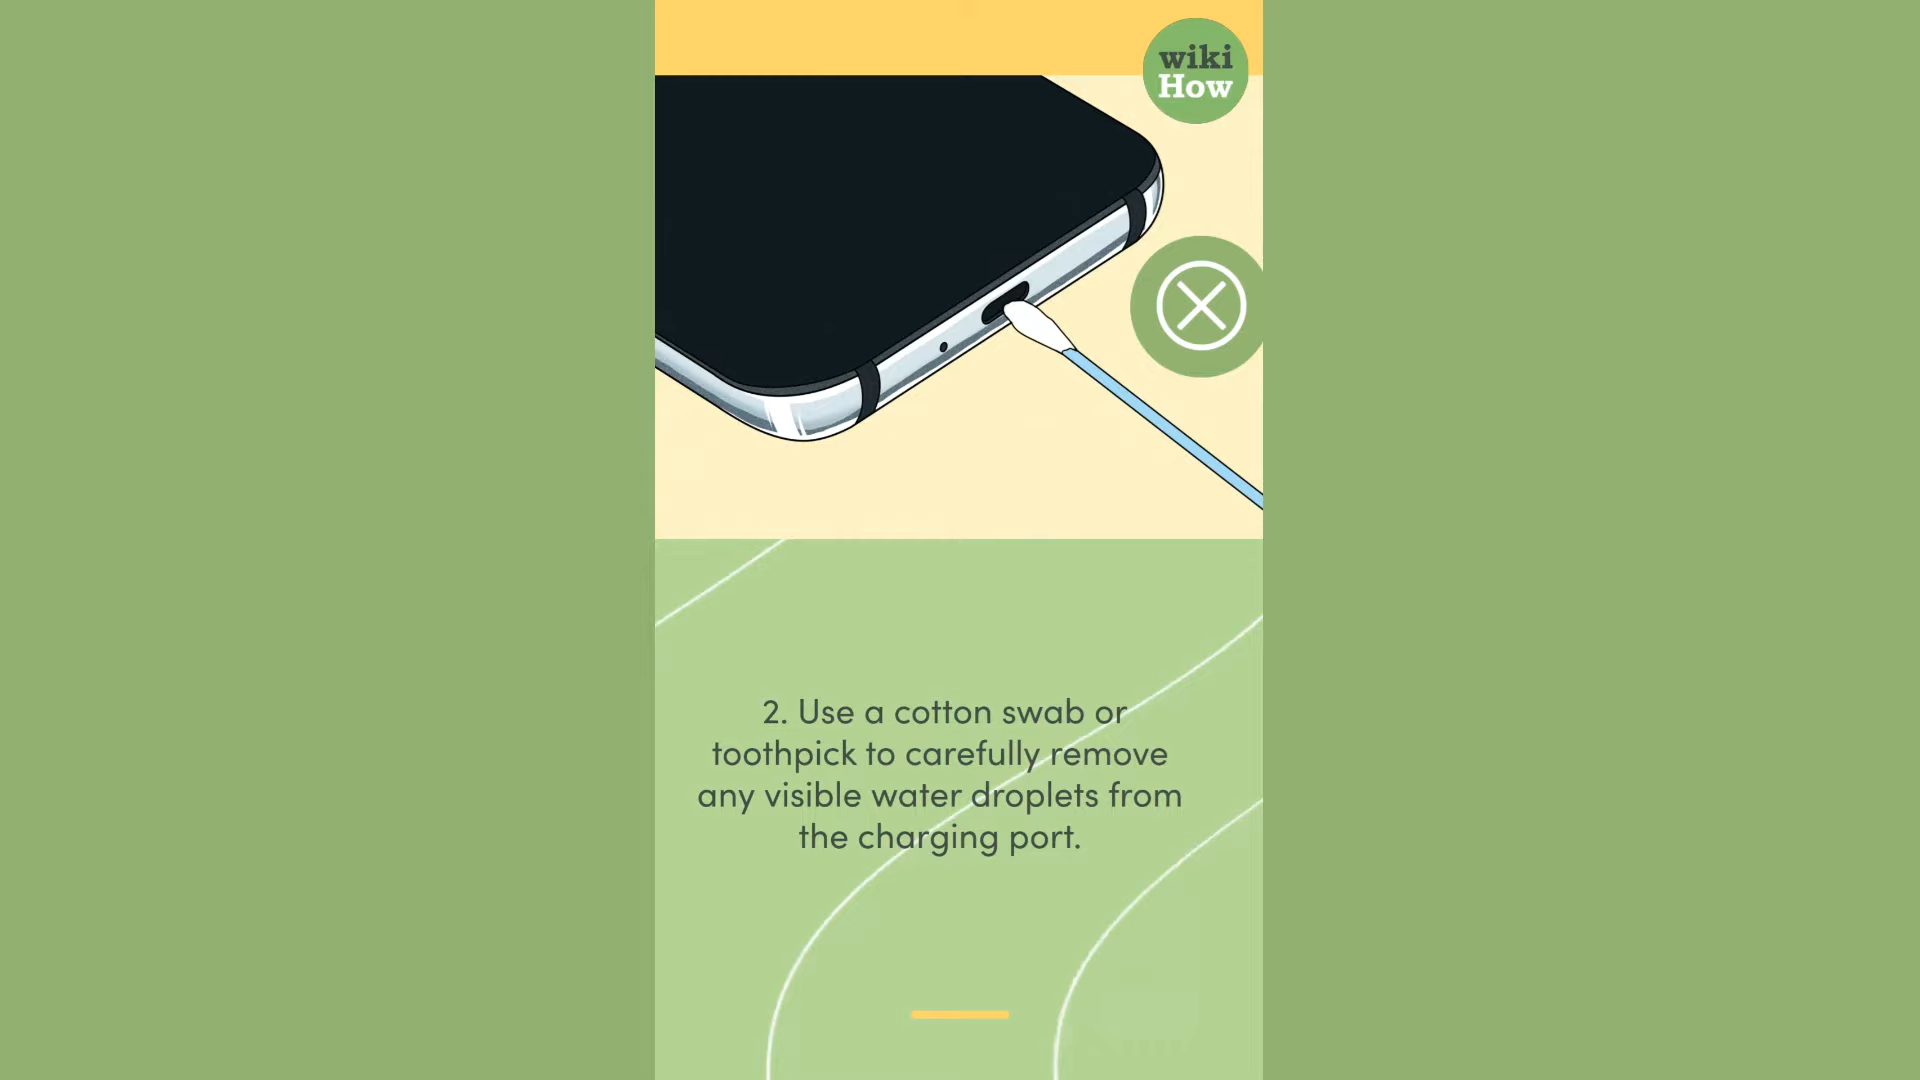 wiki
How
2. Use a cotton swab or
toothpick to carefully remove
any visible water droplets from
the charging port.